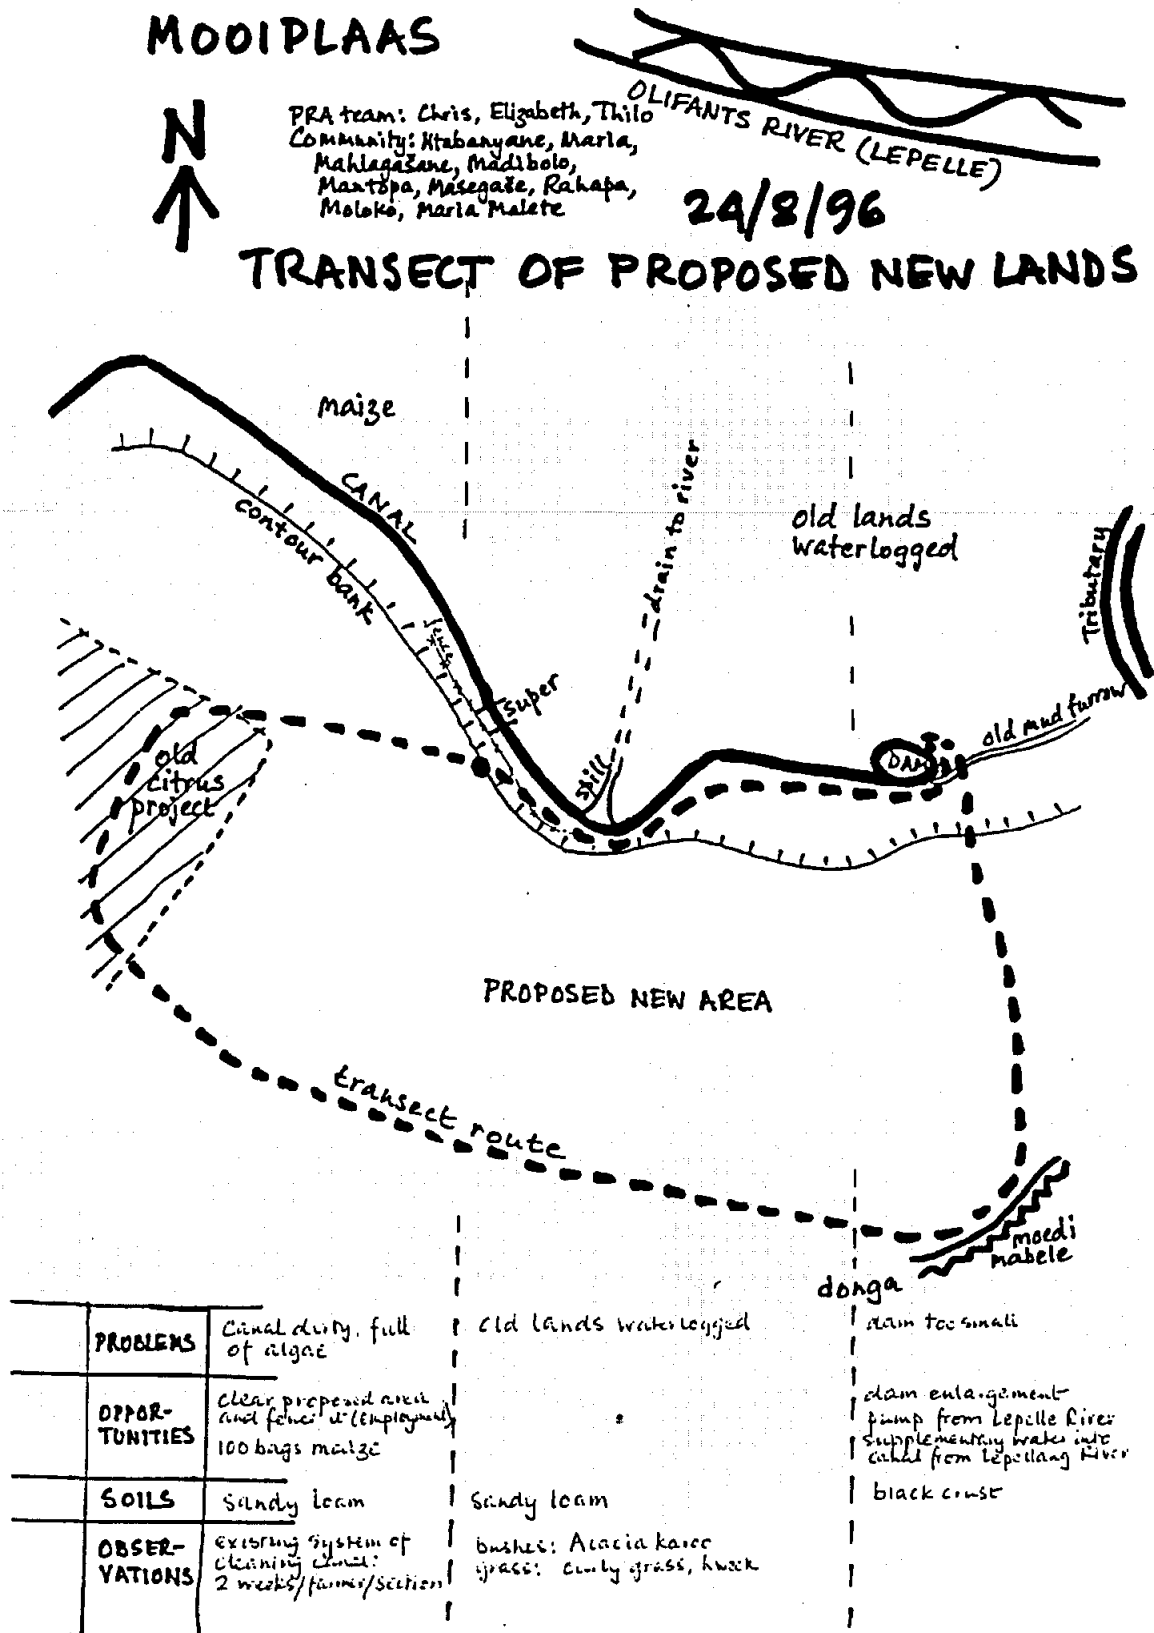 MOOIPLAAS
N
PRA team: Chris, Elizabeth, Thilo
Community: Ntabanyane, Maria,
Mahlagašane, Madibolo,
Mantopa, Masegaše, Rahapa,
Moloko, Maria Malete
OLIFANTS RIVER (LEPELLE)
24/8/96
TRANSECT OF PROPOSED NEW LANDS
maize
CANAL
contour bank
fence
super
spill
drain to river
old lands
waterlogged
Tributary
old mud furrow
DAM
old
citrus
project
PROPOSED NEW AREA
transect route
moedi
mabele
donga
PROBLEMS
Canal dirty, full
of algae
Old lands waterlogged
dam too small
OPPOR-
TUNITIES
Clear proposed area
and fence it (employment)
100 bags maize
dam enlargement
pump from Lepelle River
supplementary water into
canal from Lepellang River
SOILS
Sandy loam
Sandy loam
black crust
OBSER-
VATIONS
existing system of
cleaning canal:
2 weeks/farmer/section
bushes: Acacia karoo
grass: curly grass, kweek